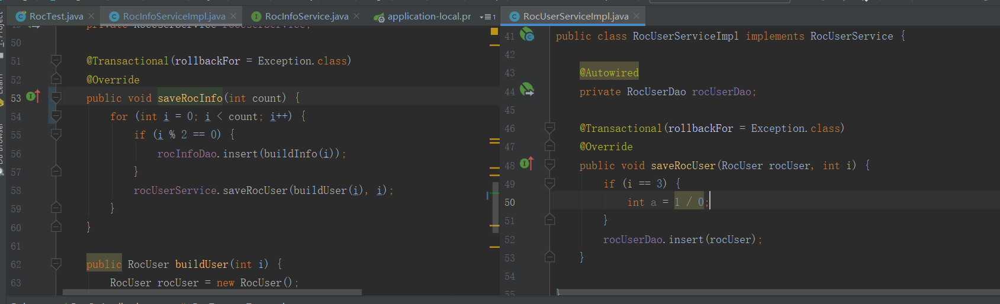 RocTest.java × RocInfoServiceImpl.java × RocInfoService.java × application-local.pr 1
50
51 @Transactional(rollbackFor = Exception.class)
52 @Override
53 public void saveRocInfo(int count) {
54 for (int i = 0; i < count; i++) {
55 if (i % 2 == 0) {
56 rocInfoDao.insert(buildInfo(i));
57 }
58 rocUserService.saveRocUser(buildUser(i), i);
59 }
60 }
61
62 public RocUser buildUser(int i) {
63 RocUser rocUser = new RocUser();
RocUserServiceImpl.java ×
41 public class RocUserServiceImpl implements RocUserService {
42
43 @Autowired
44 private RocUserDao rocUserDao;
45
46 @Transactional(rollbackFor = Exception.class)
47 @Override
48 public void saveRocUser(RocUser rocUser, int i) {
49 if (i == 3) {
50 int a = 1 / 0;
51 }
52 rocUserDao.insert(rocUser);
53 }
54
55 }